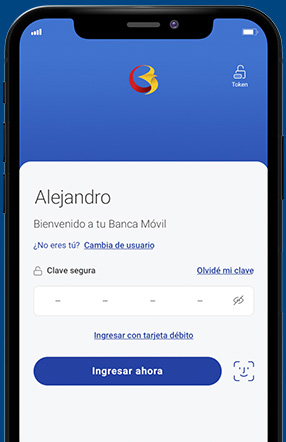 Token
Alejandro
Bienvenido a tu Banca Móvil
¿No eres tú? Cambia de usuario
Clave segura
Olvidé mi clave
Ingresar con tarjeta débito
Ingresar ahora